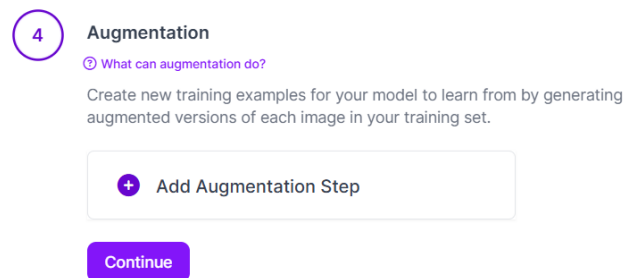 4
Augmentation
What can augmentation do?
Create new training examples for your model to learn from by generating
augmented versions of each image in your training set.
Add Augmentation Step
Continue